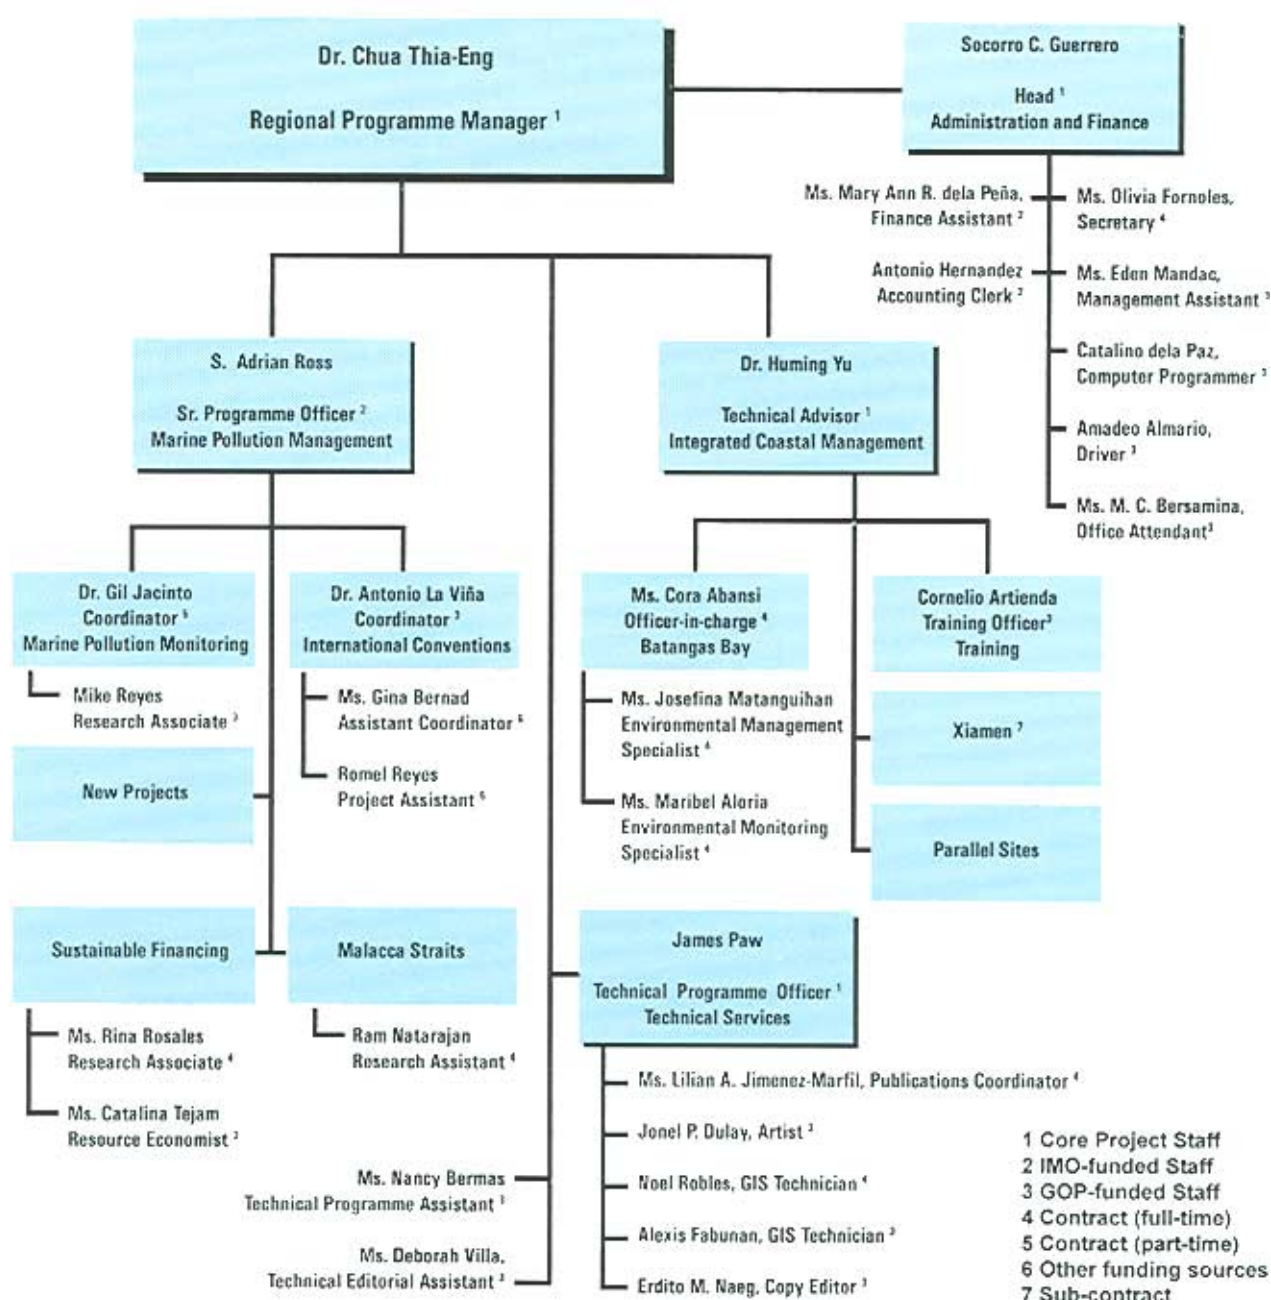 Dr. Chua Thia-Eng
Regional Programme Manager 1
Socorro C. Guerrero
Head 1
Administration and Finance
Ms. Mary Ann R. dela Peña,
Finance Assistant 2
Antonio Hernandez
Accounting Clerk 2
Ms. Olivia Fornoles,
Secretary 4
Ms. Eden Mandac,
Management Assistant 3
Catalino dela Paz,
Computer Programmer 3
Amadeo Almario,
Driver 3
Ms. M. C. Bersamina,
Office Attendant3
S. Adrian Ross
Sr. Programme Officer 2
Marine Pollution Management
Dr. Huming Yu
Technical Advisor 1
Integrated Coastal Management
Dr. Gil Jacinto
Coordinator 5
Marine Pollution Monitoring
Mike Reyes
Research Associate
Dr. Antonio La Viña
Coordinator 3
International Conventions
Ms. Gina Bernad
Assistant Coordinator 6
Romel Reyes
Project Assistant 6
New Projects
Sustainable Financing
Ms. Rina Rosales
Research Associate 4
Ms. Catalina Tejam
Resource Economist
Malacca Straits
Ram Natarajan
Research Assistant 4
Ms. Cora Abansi
Officer-in-charge 4
Batangas Bay
Ms. Josefina Matanguihan
Environmental Management
Specialist 4
Ms. Maribel Aloria
Environmental Monitoring
Specialist 4
Cornelio Artienda
Training Officer3
Training
Xiamen 7
Parallel Sites
James Paw
Technical Programme Officer 1
Technical Services
Ms. Lilian A. Jimenez-Marfil, Publications Coordinator 4
Jonel P. Dulay, Artist 3
Noel Robles, GIS Technician 4
Alexis Fabunan, GIS Technician 3
Erdito M. Naeg, Copy Editor 3
Ms. Nancy Bermas
Technical Programme Assistant 3
Ms. Deborah Villa,
Technical Editorial Assistant 3
1 Core Project Staff
2 IMO-funded Staff
3 GOP-funded Staff
4 Contract (full-time)
5 Contract (part-time)
6 Other funding sources
7 Sub-contract